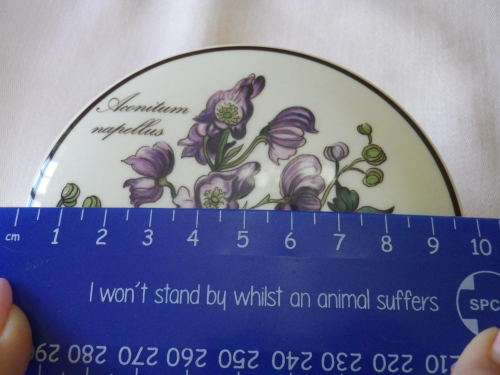 Aconitum
napellus
cm 1 2 3 4 5 6 7 8 9 10
I won't stand by whilst an animal suffers
SPC
290 280 270 260 250 240 230 220 210